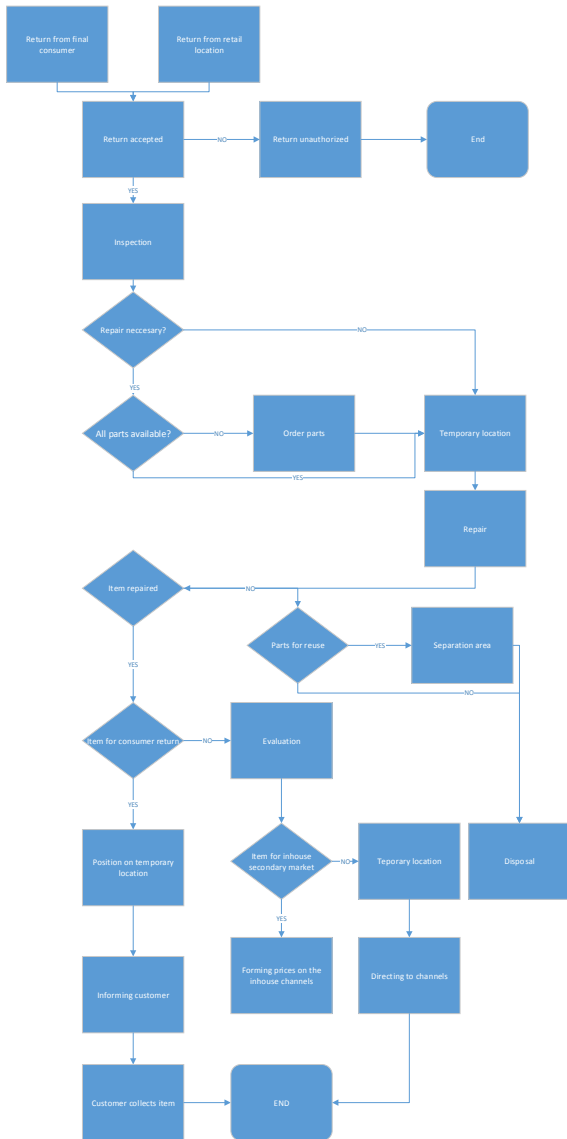 Return from final
consumer
Return from retail
location
Return accepted
NO
Return unauthorized
End
YES
Inspection
Repair neccesary?
NO
YES
All parts available?
NO
Order parts
Temporary location
YES
Repair
Item repaired
NO
Parts for reuse
YES
Separation area
YES
NO
Item for consumer return
NO
Evaluation
YES
Position on temporary
location
Item for inhouse
secondary market
NO
Teporary location
Disposal
YES
Forming prices on the
inhouse channels
Directing to channels
Informing customer
Customer collects item
END